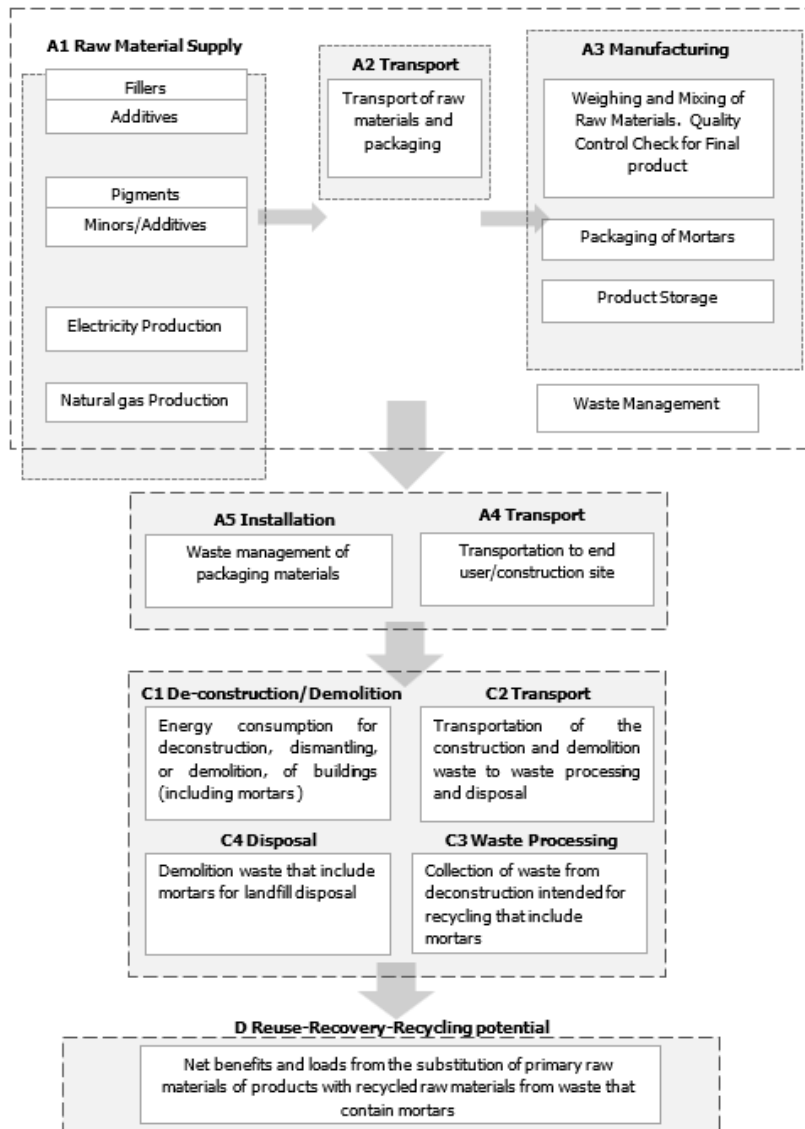 A1 Raw Material Supply
Fillers
Additives
Pigments
Minors/Additives
Electricity Production
Natural gas Production
A2 Transport
Transport of raw
materials and
packaging
A3 Manufacturing
Weighing and Mixing of
Raw Materials. Quality
Control Check for Final
product
Packaging of Mortars
Product Storage
Waste Management
A5 Installation
Waste management of
packaging materials
A4 Transport
Transportation to end
user/construction site
C1 De-construction/Demolition
Energy consumption for
deconstruction, dismantling,
or demolition, of buildings
(including mortars)
C2 Transport
Transportation of the
construction and demolition
waste to waste processing
and disposal
C4 Disposal
Demolition waste that include
mortars for landfill disposal
C3 Waste Processing
Collection of waste from
deconstruction intended for
recycling that include
mortars
D Reuse-Recovery-Recycling potential
Net benefits and loads from the substitution of primary raw
materials of products with recycled raw materials from waste that
contain mortars